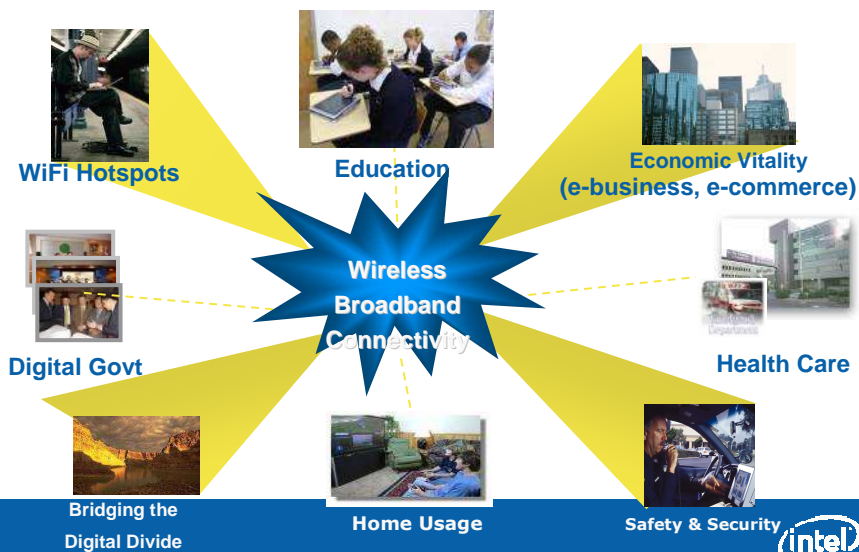 WiFi Hotspots
Education
Economic Vitality
(e-business, e-commerce)
Wireless
Broadband
Connectivity
Digital Govt
Health Care
Department
Bridging the
Digital Divide
Home Usage
Safety & Security
intel